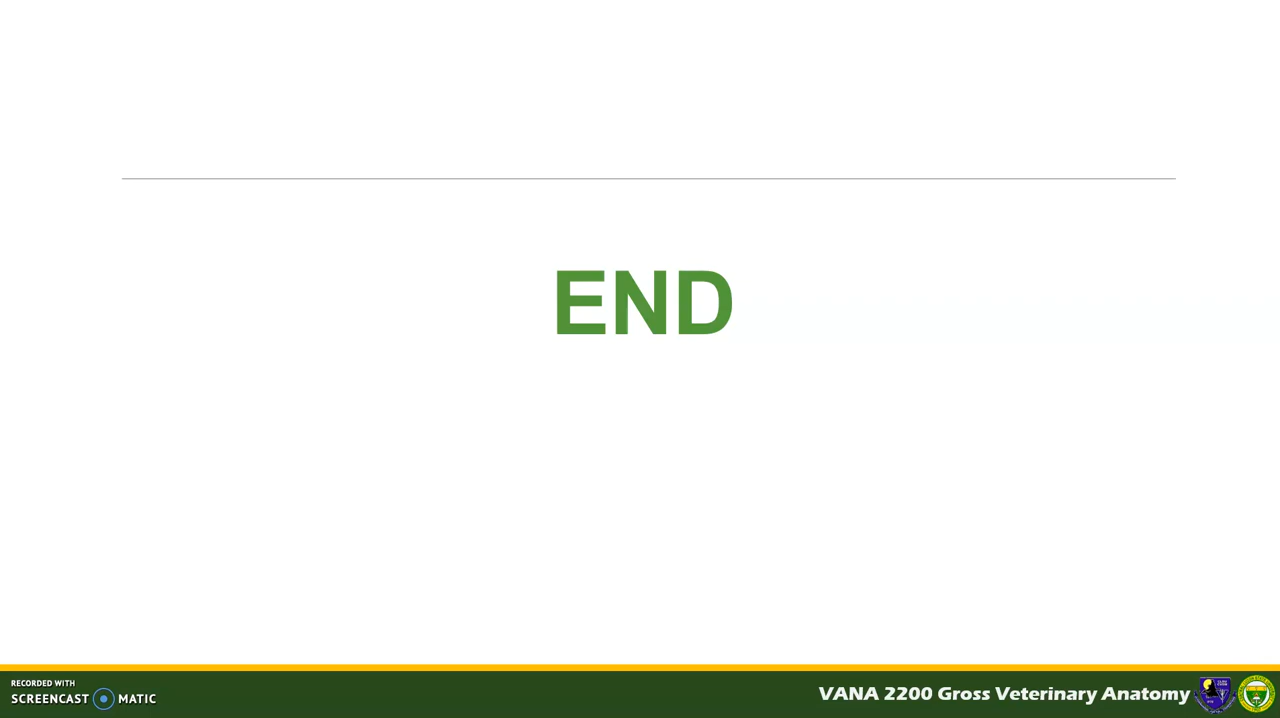 END
RECORDED WITH
SCREENCAST MATIC
VANA 2200 Gross Veterinary Anatomy